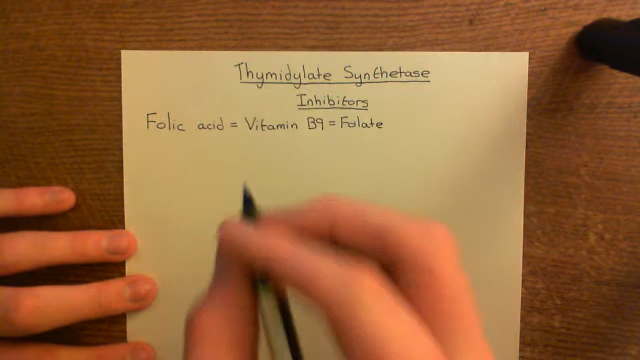 Thymidylate Synthetase
Inhibitors
Folic acid = Vitamin B9 = Folate